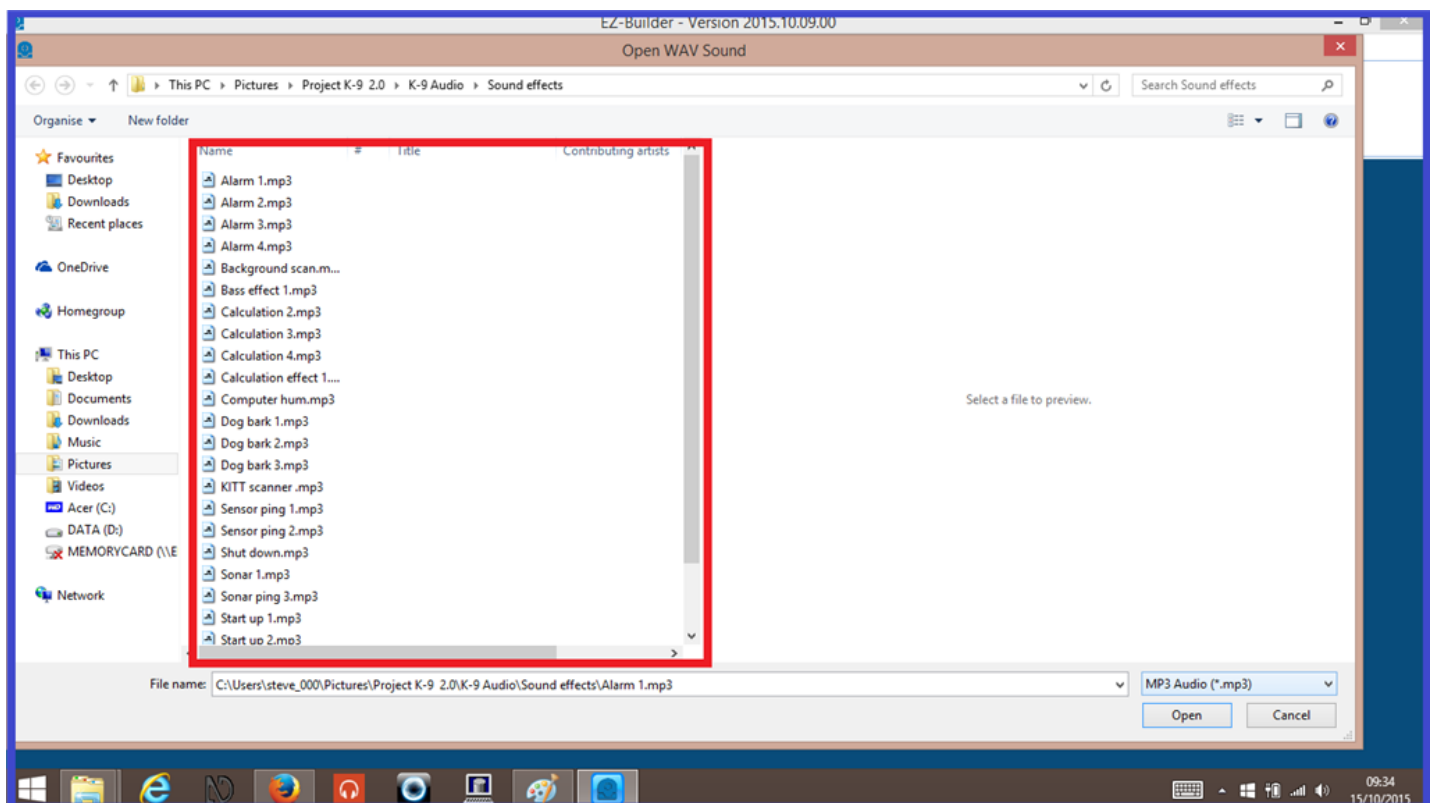 EZ-Builder - Version 2015.10.09.00
Open WAV Sound
This PC Pictures Project K-9 2.0 K-9 Audio Sound effects
Search Sound effects
Organise New folder
Favourites
Desktop
Downloads
Recent places
OneDrive
Homegroup
This PC
Desktop
Documents
Downloads
Music
Pictures
Videos
Acer (C:)
DATA (D:)
MEMORYCARD (\\E
Network
Name # Title Contributing artists
Alarm 1.mp3
Alarm 2.mp3
Alarm 3.mp3
Alarm 4.mp3
Background scan.m...
Bass effect 1.mp3
Calculation 2.mp3
Calculation 3.mp3
Calculation 4.mp3
Calculation effect 1....
Computer hum.mp3
Dog bark 1.mp3
Dog bark 2.mp3
Dog bark 3.mp3
KITT scanner .mp3
Sensor ping 1.mp3
Sensor ping 2.mp3
Shut down.mp3
Sonar 1.mp3
Sonar ping 3.mp3
Start up 1.mp3
Start up 2.mp3
Select a file to preview.
File name: C:\Users\steve_000\Pictures\Project K-9 2.0\K-9 Audio\Sound effects\Alarm 1.mp3
MP3 Audio (*.mp3)
Open Cancel
09:34
15/10/2015